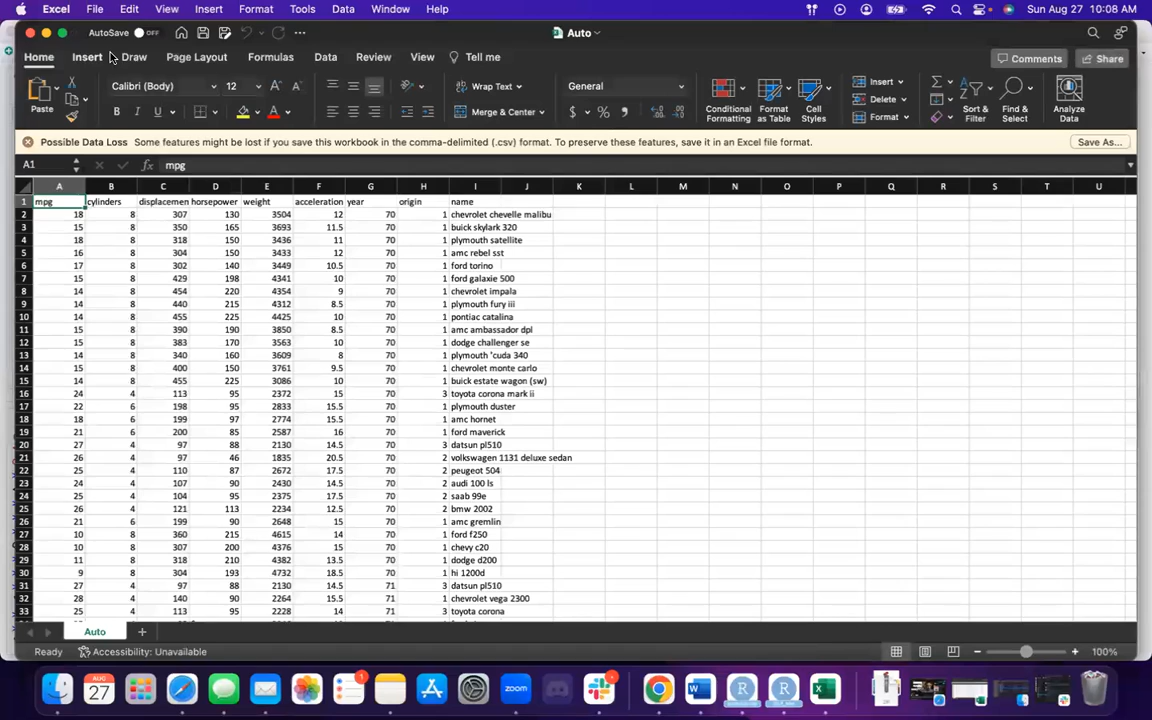 Excel File Edit View Insert Format Tools Data Window Help Sun Aug 27 10:08 AM
AutoSave OFF Auto
Home Insert Draw Page Layout Formulas Data Review View Tell me Comments Share
Paste Calibri (Body) 12 Wrap Text General Conditional Formatting Format as Table Cell Styles Insert Sort & Filter Find & Select Analyze Data
B I U Merge & Center $ % Delete
Format
Possible Data Loss Some features might be lost if you save this workbook in the comma-delimited (.csv) format. To preserve these features, save it in an Excel file format. Save As...
A1 fx mpg
A B C D E F G H I J K L M N O P Q R S T U
1 mpg cylinders displacemen horsepower weight acceleration year origin name
2 18 8 307 130 3504 12 70 1 chevrolet chevelle malibu
3 15 8 350 165 3693 11.5 70 1 buick skylark 320
4 18 8 318 150 3436 11 70 1 plymouth satellite
5 16 8 304 150 3433 12 70 1 amc rebel sst
6 17 8 302 140 3449 10.5 70 1 ford torino
7 15 8 429 198 4341 10 70 1 ford galaxie 500
8 14 8 454 220 4354 9 70 1 chevrolet impala
9 14 8 440 215 4312 8.5 70 1 plymouth fury iii
10 14 8 455 225 4425 10 70 1 pontiac catalina
11 15 8 390 190 3850 8.5 70 1 amc ambassador dpl
12 15 8 383 170 3563 10 70 1 dodge challenger se
13 14 8 340 160 3609 8 70 1 plymouth 'cuda 340
14 15 8 400 150 3761 9.5 70 1 chevrolet monte carlo
15 14 8 455 225 3086 10 70 1 buick estate wagon (sw)
16 24 4 113 95 2372 15 70 3 toyota corona mark ii
17 22 6 198 95 2833 15.5 70 1 plymouth duster
18 18 6 199 97 2774 15.5 70 1 amc hornet
19 21 6 200 85 2587 16 70 1 ford maverick
20 27 4 97 88 2130 14.5 70 3 datsun pl510
21 26 4 97 46 1835 20.5 70 2 volkswagen 1131 deluxe sedan
22 25 4 110 87 2672 17.5 70 2 peugeot 504
23 24 4 107 90 2430 14.5 70 2 audi 100 ls
24 25 4 104 95 2375 17.5 70 2 saab 99e
25 26 4 121 113 2234 12.5 70 2 bmw 2002
26 21 6 199 90 2648 15 70 1 amc gremlin
27 10 8 360 215 4615 14 70 1 ford f250
28 10 8 307 200 4376 15 70 1 chevy c20
29 11 8 318 210 4382 13.5 70 1 dodge d200
30 9 8 304 193 4732 18.5 70 1 hi 1200d
31 27 4 97 88 2130 14.5 71 3 datsun pl510
32 28 4 140 90 2264 15.5 71 1 chevrolet vega 2300
33 25 4 113 95 2228 14 71 3 toyota corona
Auto
Ready Accessibility: Unavailable 100%
AUG 27 zoom W R R X